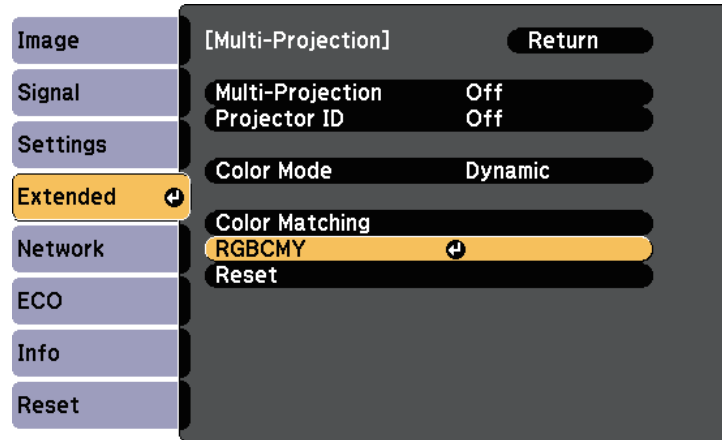 Image
Signal
Settings
Extended
Network
ECO
Info
Reset
[Multi-Projection] Return
Multi-Projection Off
Projector ID Off
Color Mode Dynamic
Color Matching
RGBCMY
Reset